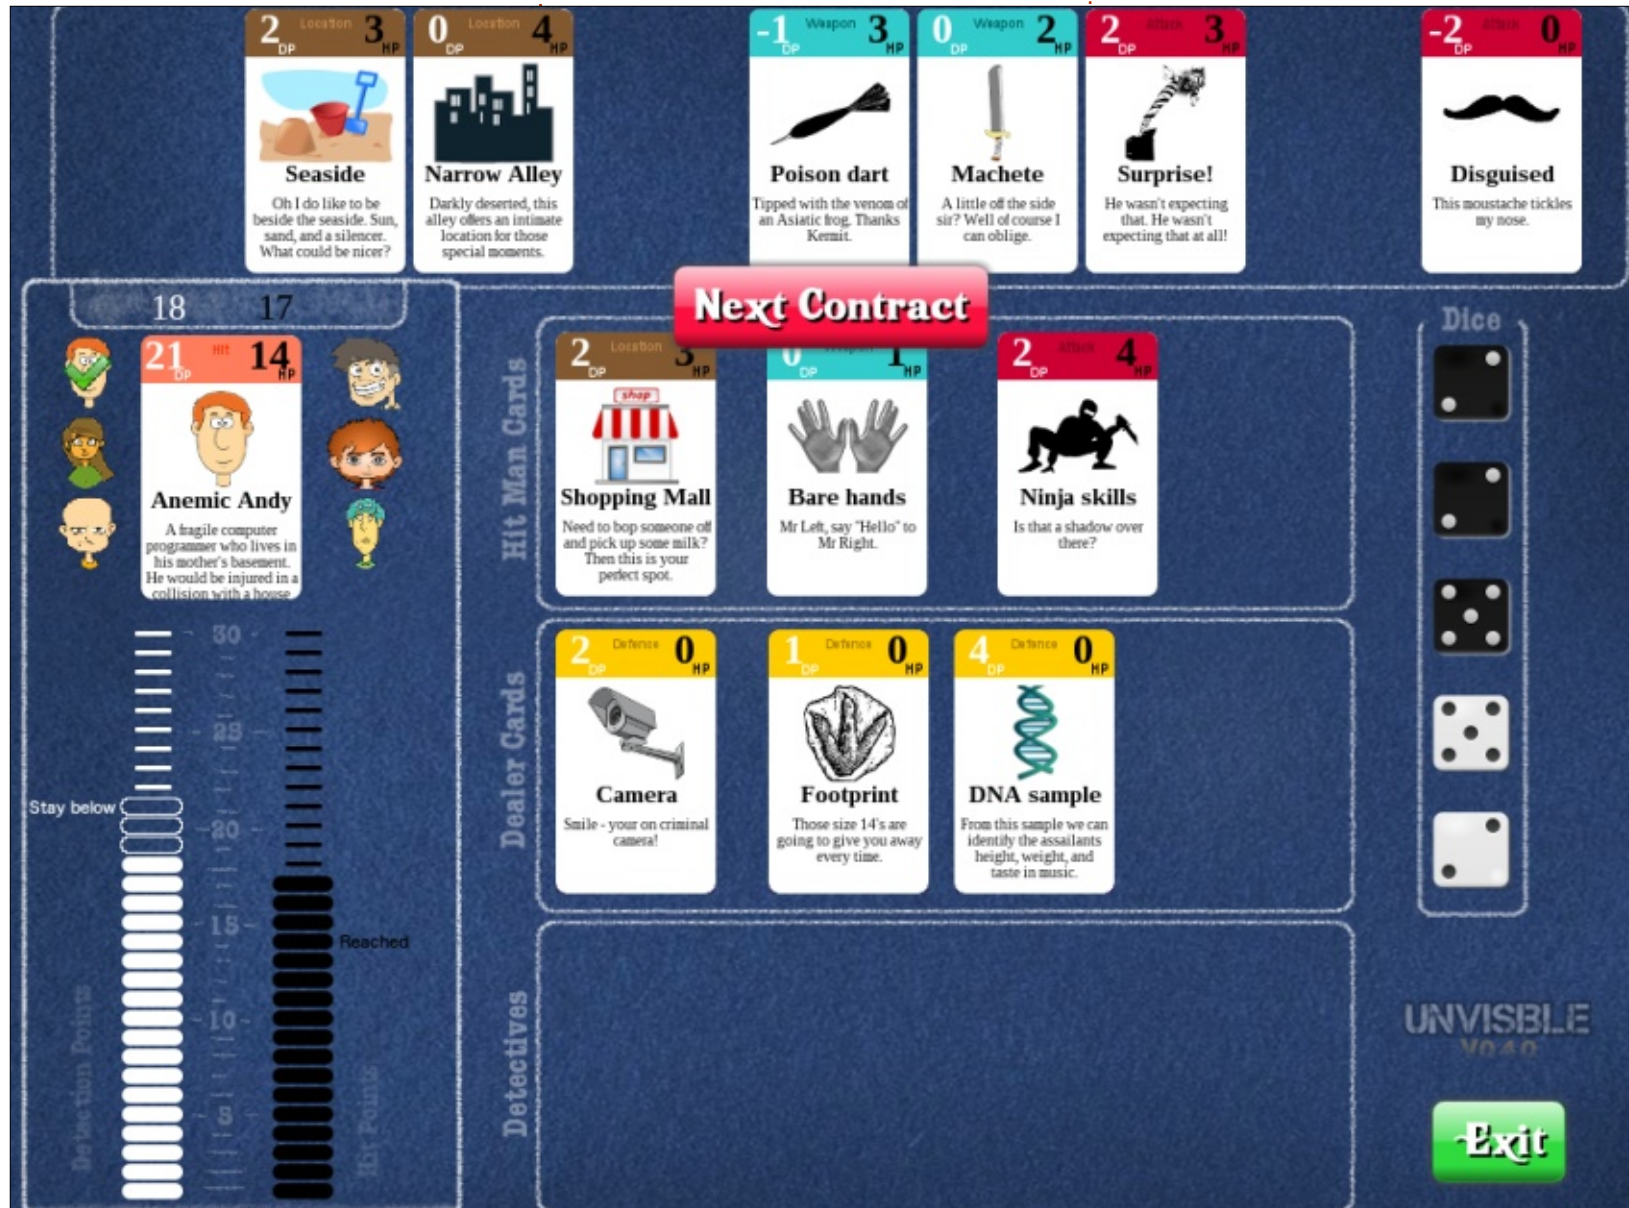 2 DP Location 3 HP
Seaside
Oh I do like to be
beside the seaside. Sun,
sand, and a silencer.
What could be nicer?
0 DP Location 4 HP
Narrow Alley
Darkly deserted, this
alley offers an intimate
location for those
special moments.
-1 DP Weapon 3 HP
Poison dart
Tipped with the venom of
an Asiatic frog. Thanks
Kermit.
0 DP Weapon 2 HP
Machete
A little off the side
sir? Well of course I
can oblige.
2 DP Attack 3 HP
Surprise!
He wasn't expecting
that. He wasn't
expecting that at all!
-2 DP Attack 0 HP
Disguised
This moustache tickles
my nose.
Next Contract
18 17
21 DP Hit 14 HP
Anemic Andy
A fragile computer
programmer who lives in
his mother's basement.
He would be injured in a
collision with a house
Hit Man Cards
2 DP Location 3 HP
shop
Shopping Mall
Need to bop someone off
and pick up some milk?
Then this is your
perfect spot.
0 DP 1 HP
Bare hands
Mr Left, say "Hello" to
Mr Right.
2 DP Attack 4 HP
Ninja skills
Is that a shadow over
there?
Dice
30
25
Stay below
20
15
Reached
10
5
Detection Points
Hit Points
Dealer Cards
2 DP Defence 0 HP
Camera
Smile - your on criminal
camera!
1 DP Defence 0 HP
Footprint
Those size 14's are
going to give you away
every time.
4 DP Defence 0 HP
DNA sample
From this sample we can
identify the assailants
height, weight, and
taste in music.
Detectives
UNVISBLE
V0.4.0
Exit